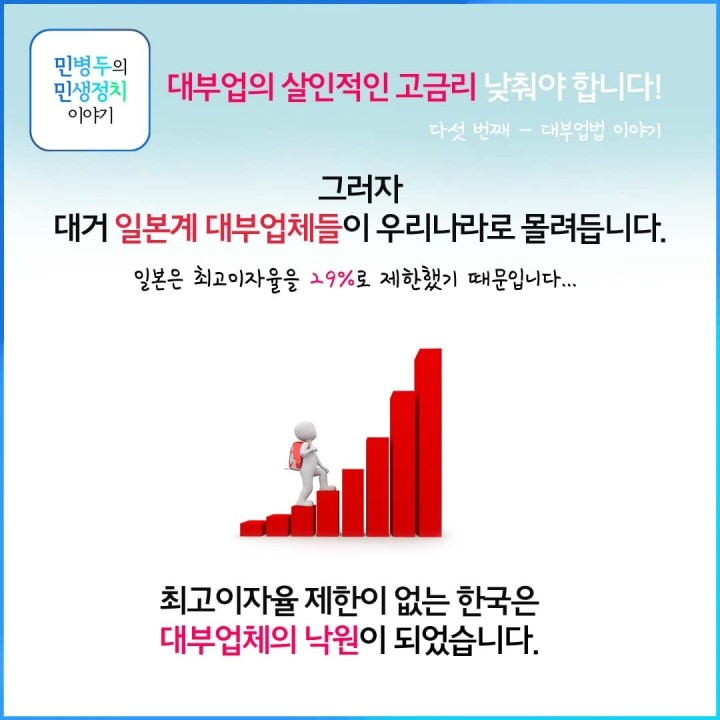 민병두의
민생정치
이야기
대부업의 살인적인 고금리 낮춰야 합니다!
다섯 번째 - 대부업법 이야기
그러자
대거 일본계 대부업체들이 우리나라로 몰려듭니다.
일본은 최고이자율을 29%로 제한했기 때문입니다...
최고이자율 제한이 없는 한국은
대부업체의 낙원이 되었습니다.